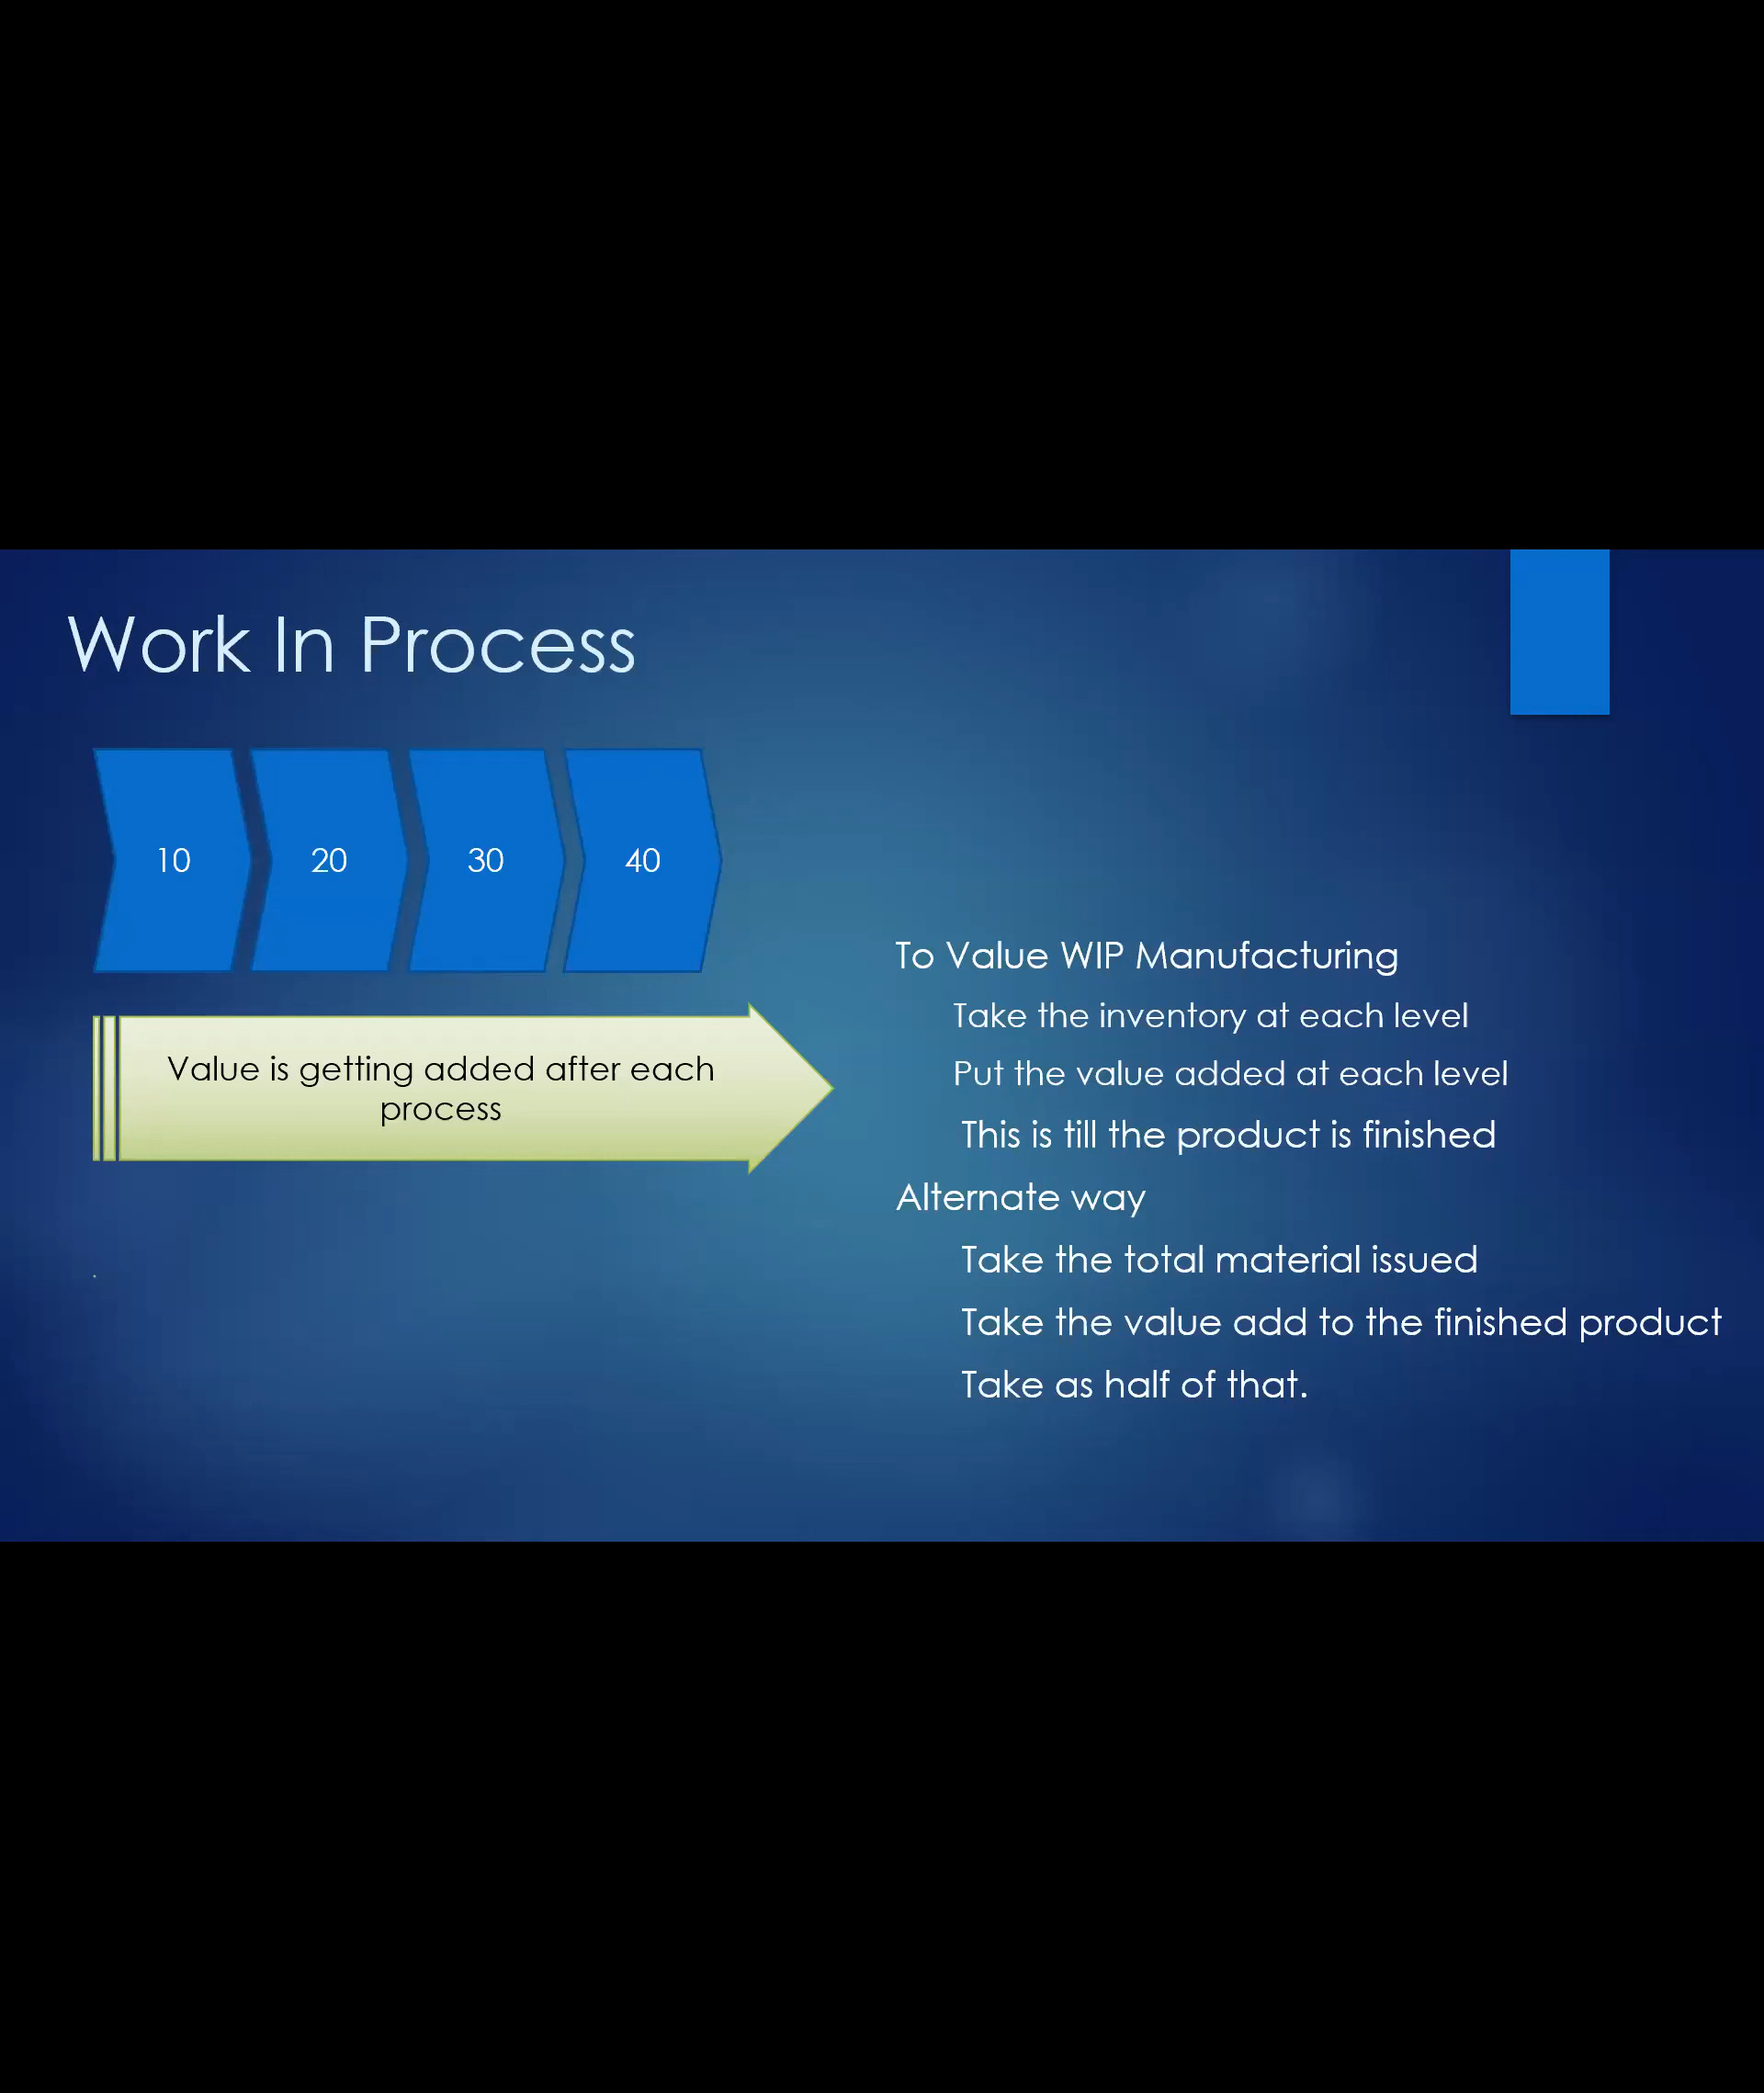 Work In Process
10 20 30 40
Value is getting added after each
process
To Value WIP Manufacturing
Take the inventory at each level
Put the value added at each level
This is till the product is finished
Alternate way
Take the total material issued
Take the value add to the finished product
Take as half of that.